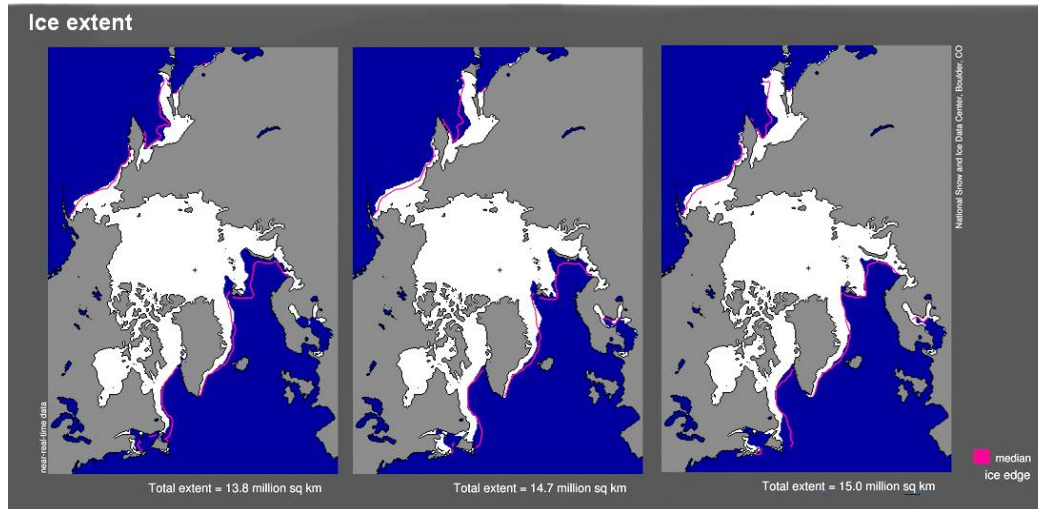 Ice extent
near-real-time data
Total extent = 13.8 million sq km
Total extent = 14.7 million sq km
Total extent = 15.0 million sq km
National Snow and Ice Data Center, Boulder, CO
median
ice edge